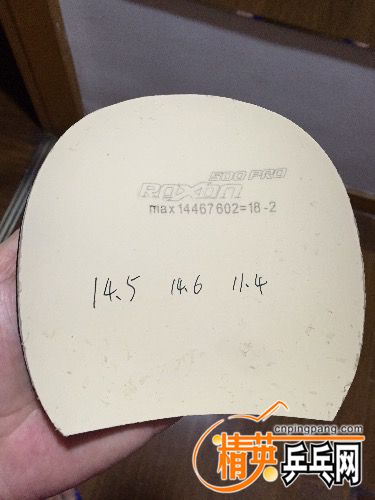 500 PRO
ROXON
max 14467602=18-2
14.5 14.6 11.4
cnpingpang.com
精英乒乓网